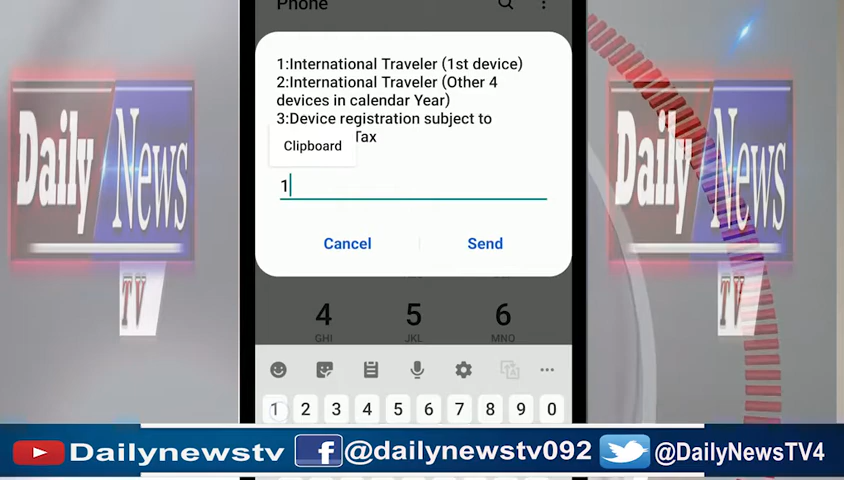 Phone
1:International Traveler (1st device)
2:International Traveler (Other 4
devices in calendar Year)
3:Device registration subject to
Tax
Clipboard
1
Cancel
Send
4 5 6
GHI JKL MNO
1 2 3 4 5 6 7 8 9 0
Daily News TV
Daily News TV
Dailynewstv
f @dailynewstv092
@DailyNewsTV4